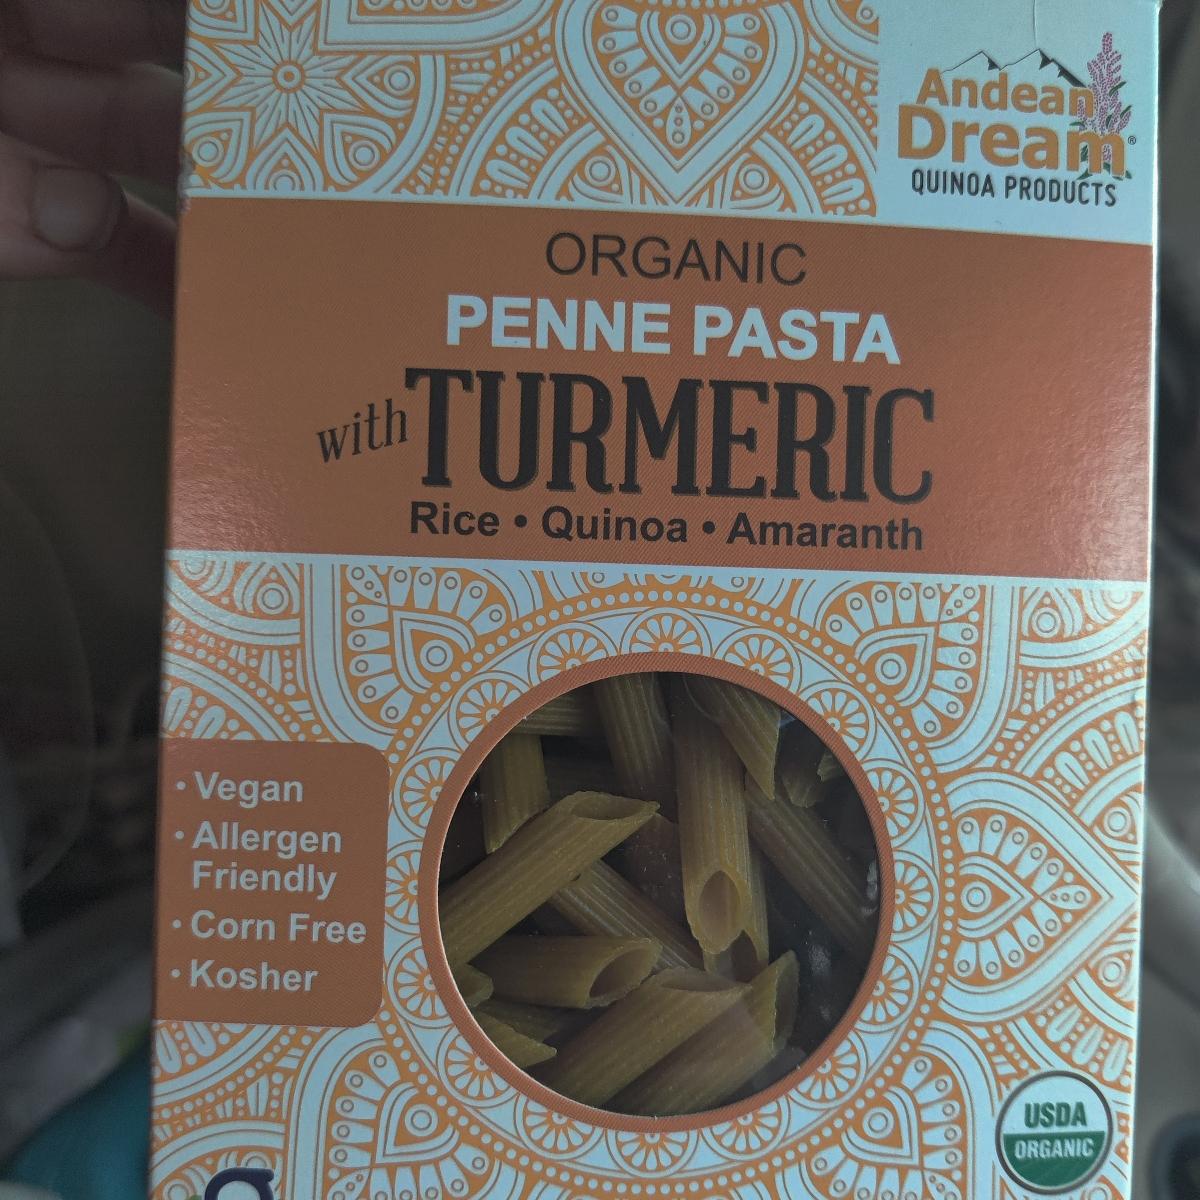 Andean
Dream®
QUINOA PRODUCTS
ORGANIC
PENNE PASTA
with TURMERIC
Rice • Quinoa • Amaranth
• Vegan
• Allergen
Friendly
• Corn Free
• Kosher
USDA
ORGANIC